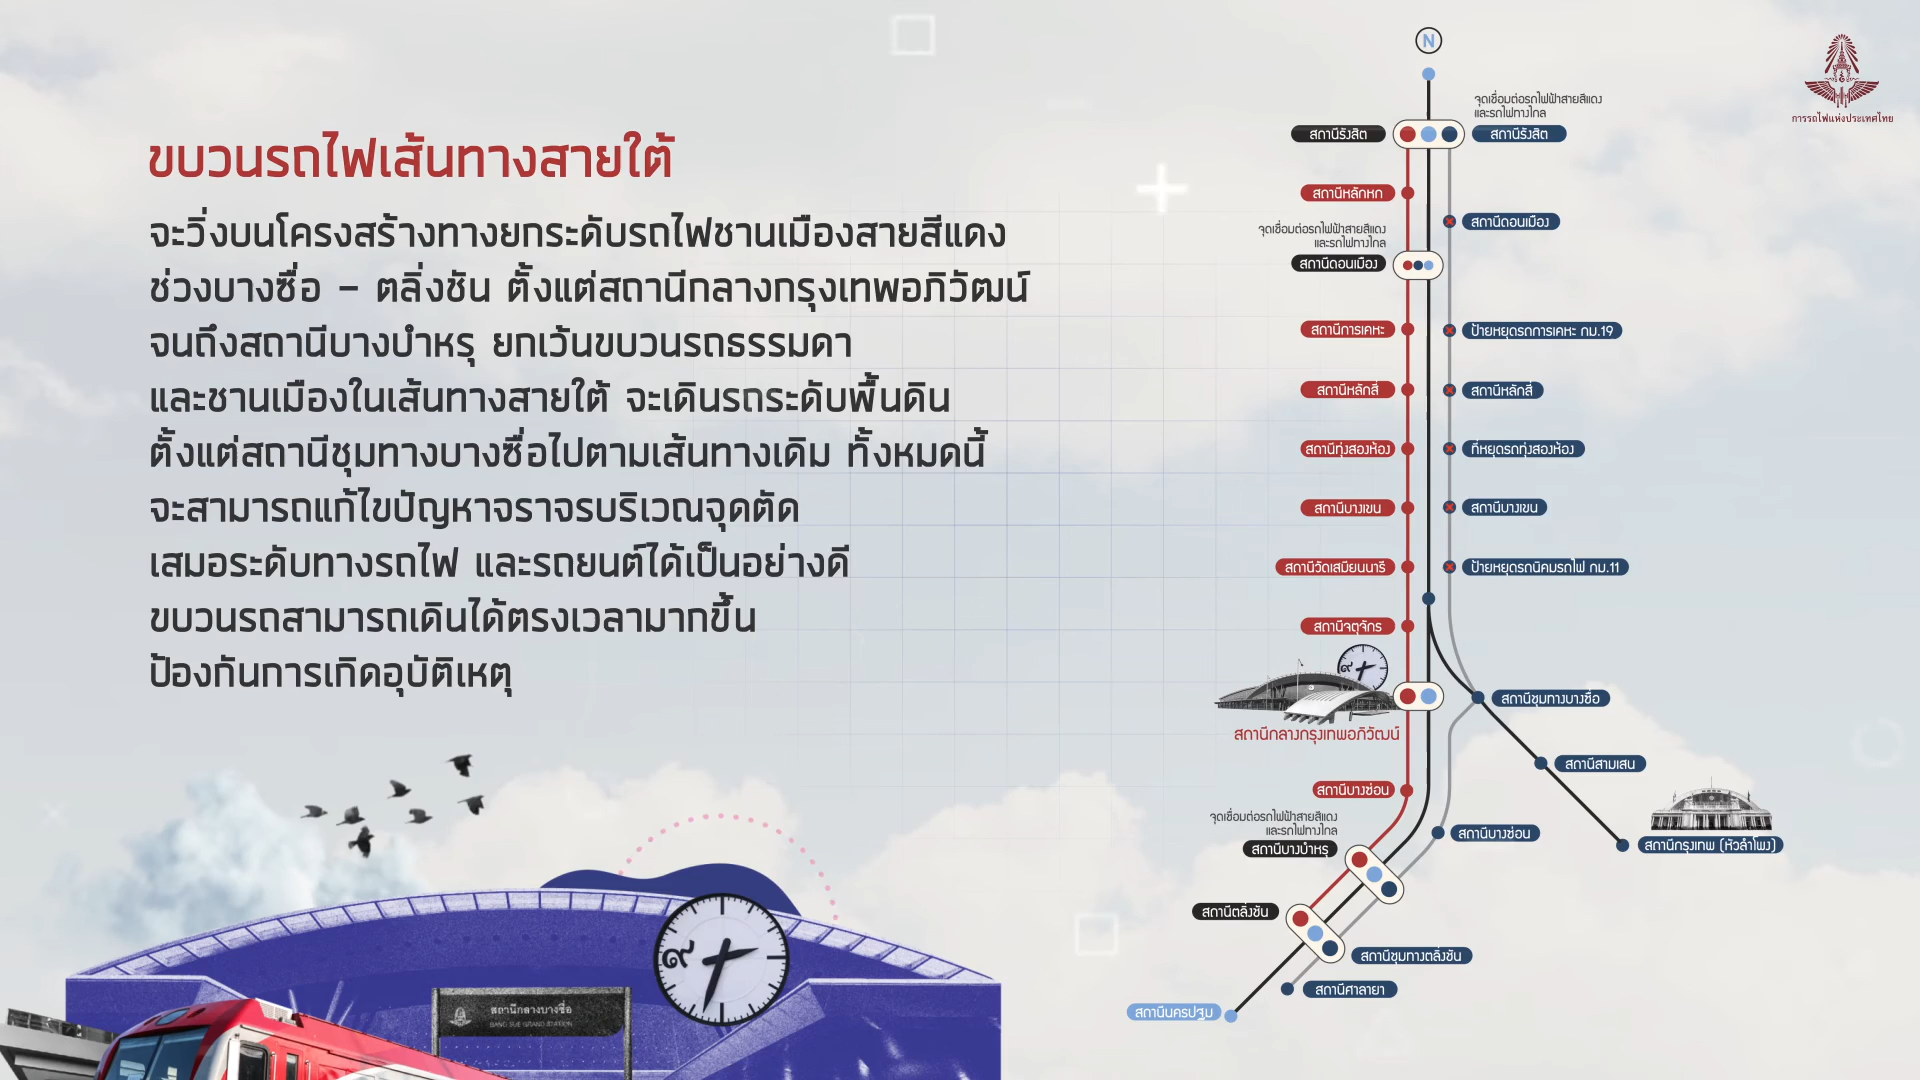 ขบวนรถไฟเส้นทางสายใต้
จะวิ่งบนโครงสร้างทางยกระดับรถไฟชานเมืองสายสีแดง
ช่วงบางซื่อ – ตลิ่งชัน ตั้งแต่สถานีกลางกรุงเทพอภิวัฒน์
จนถึงสถานีบางบำหรุ ยกเว้นขบวนรถธรรมดา
และชานเมืองในเส้นทางสายใต้ จะเดินรถระดับพื้นดิน
ตั้งแต่สถานีชุมทางบางซื่อไปตามเส้นทางเดิม ทั้งหมดนี้
จะสามารถแก้ไขปัญหาจราจรบริเวณจุดตัด
เสมอระดับทางรถไฟ และรถยนต์ได้เป็นอย่างดี
ขบวนรถสามารถเดินได้ตรงเวลามากขึ้น
ป้องกันการเกิดอุบัติเหตุ
สถานีกลางบางซื่อ
BANG SUE GRAND STATION
N
จุดเชื่อมต่อรถไฟฟ้าสายสีแดง
และรถไฟทางไกล
สถานีรังสิต
สถานีรังสิต
สถานีหลักหก
สถานีดอนเมือง
จุดเชื่อมต่อรถไฟฟ้าสายสีแดง
และรถไฟทางไกล
สถานีดอนเมือง
สถานีการเคหะ
ป้ายหยุดรถการเคหะ กม.19
สถานีหลักสี่
สถานีหลักสี่
สถานีทุ่งสองห้อง
ที่หยุดรถทุ่งสองห้อง
สถานีบางเขน
สถานีบางเขน
สถานีวัดเสมียนนารี
ป้ายหยุดรถนิคมรถไฟ กม.11
สถานีจตุจักร
สถานีกลางกรุงเทพอภิวัฒน์
สถานีชุมทางบางซื่อ
สถานีสามเสน
สถานีกรุงเทพ (หัวลำโพง)
สถานีบางซ่อน
สถานีบางซ่อน
จุดเชื่อมต่อรถไฟฟ้าสายสีแดง
และรถไฟทางไกล
สถานีบางบำหรุ
สถานีตลิ่งชัน
สถานีชุมทางตลิ่งชัน
สถานีศาลายา
สถานีนครปฐม
การรถไฟแห่งประเทศไทย